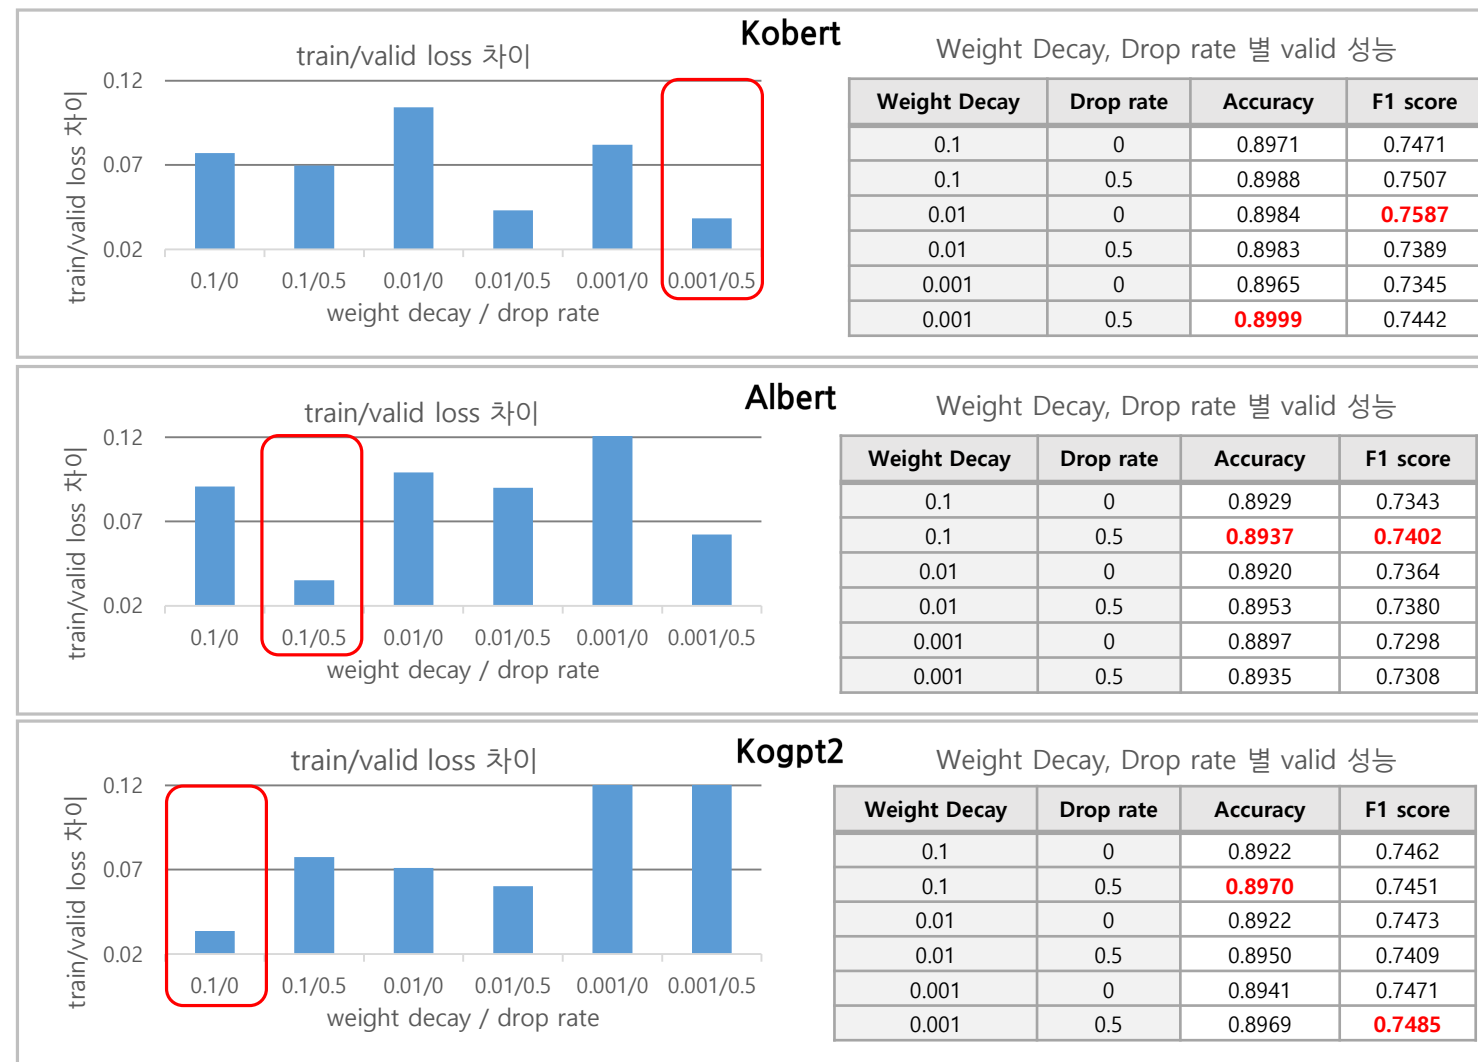 Kobert
train/valid loss 차이
train/valid loss 차이
0.12
0.07
0.02
0.1/0 0.1/0.5 0.01/0 0.01/0.5 0.001/0 0.001/0.5
weight decay / drop rate
Weight Decay, Drop rate 별 valid 성능
Weight Decay Drop rate Accuracy F1 score
0.1 0 0.8971 0.7471
0.1 0.5 0.8988 0.7507
0.01 0 0.8984 0.7587
0.01 0.5 0.8983 0.7389
0.001 0 0.8965 0.7345
0.001 0.5 0.8999 0.7442
Albert
train/valid loss 차이
train/valid loss 차이
0.12
0.07
0.02
0.1/0 0.1/0.5 0.01/0 0.01/0.5 0.001/0 0.001/0.5
weight decay / drop rate
Weight Decay, Drop rate 별 valid 성능
Weight Decay Drop rate Accuracy F1 score
0.1 0 0.8929 0.7343
0.1 0.5 0.8937 0.7402
0.01 0 0.8920 0.7364
0.01 0.5 0.8953 0.7380
0.001 0 0.8897 0.7298
0.001 0.5 0.8935 0.7308
Kogpt2
train/valid loss 차이
train/valid loss 차이
0.12
0.07
0.02
0.1/0 0.1/0.5 0.01/0 0.01/0.5 0.001/0 0.001/0.5
weight decay / drop rate
Weight Decay, Drop rate 별 valid 성능
Weight Decay Drop rate Accuracy F1 score
0.1 0 0.8922 0.7462
0.1 0.5 0.8970 0.7451
0.01 0 0.8922 0.7473
0.01 0.5 0.8950 0.7409
0.001 0 0.8941 0.7471
0.001 0.5 0.8969 0.7485